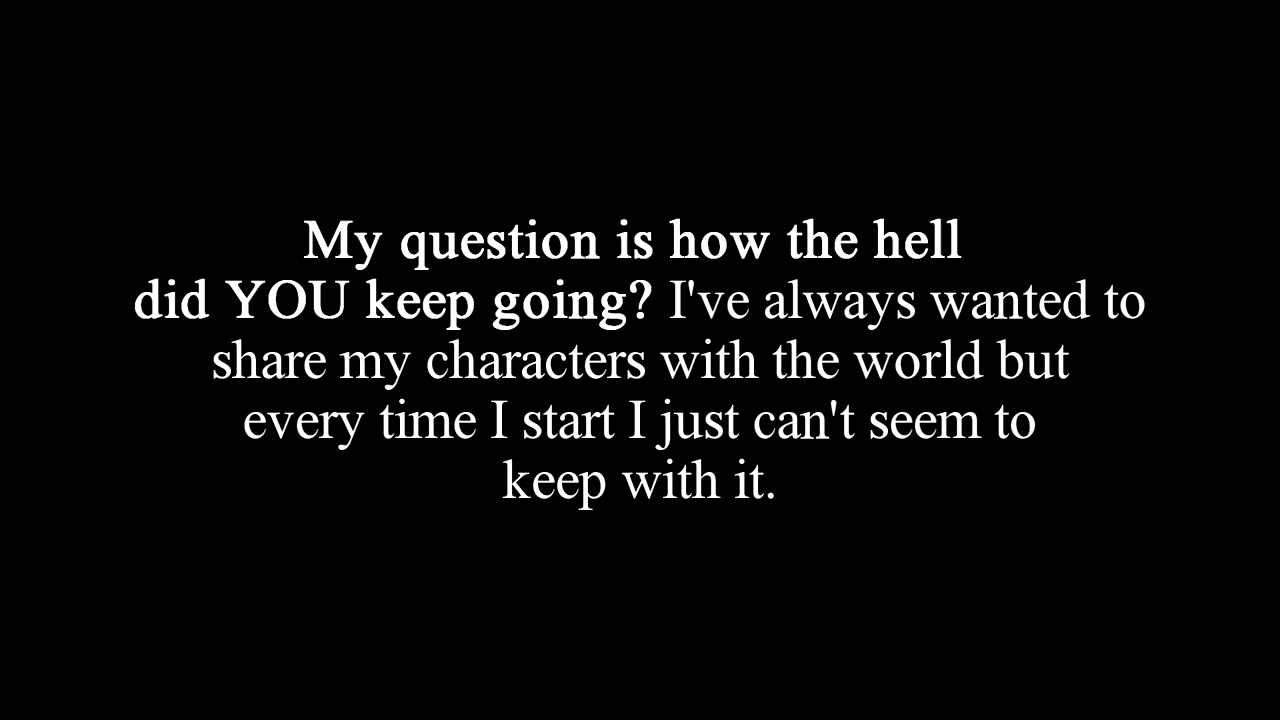 My question is how the hell
did YOU keep going? I've always wanted to
share my characters with the world but
every time I start I just can't seem to
keep with it.